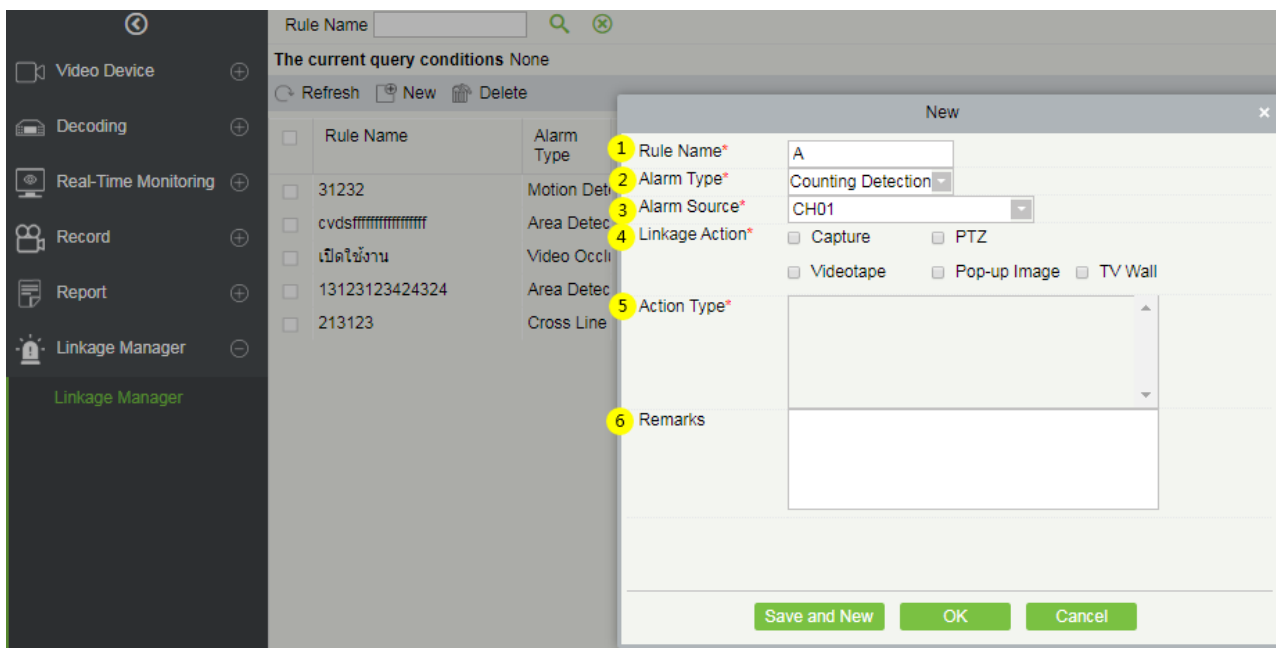 Rule Name
The current query conditions None
Refresh New Delete
Video Device
Decoding
Real-Time Monitoring
Record
Report
Linkage Manager
Linkage Manager
Rule Name Alarm Type
31232 Motion Det
cvdsfffffffffffffffff Area Detec
เปิดใช้งาน Video Occl
13123123424324 Area Detec
213123 Cross Line
New
1 Rule Name* A
2 Alarm Type* Counting Detection
3 Alarm Source* CH01
4 Linkage Action* Capture PTZ
Videotape Pop-up Image TV Wall
5 Action Type*
6 Remarks
Save and New OK Cancel